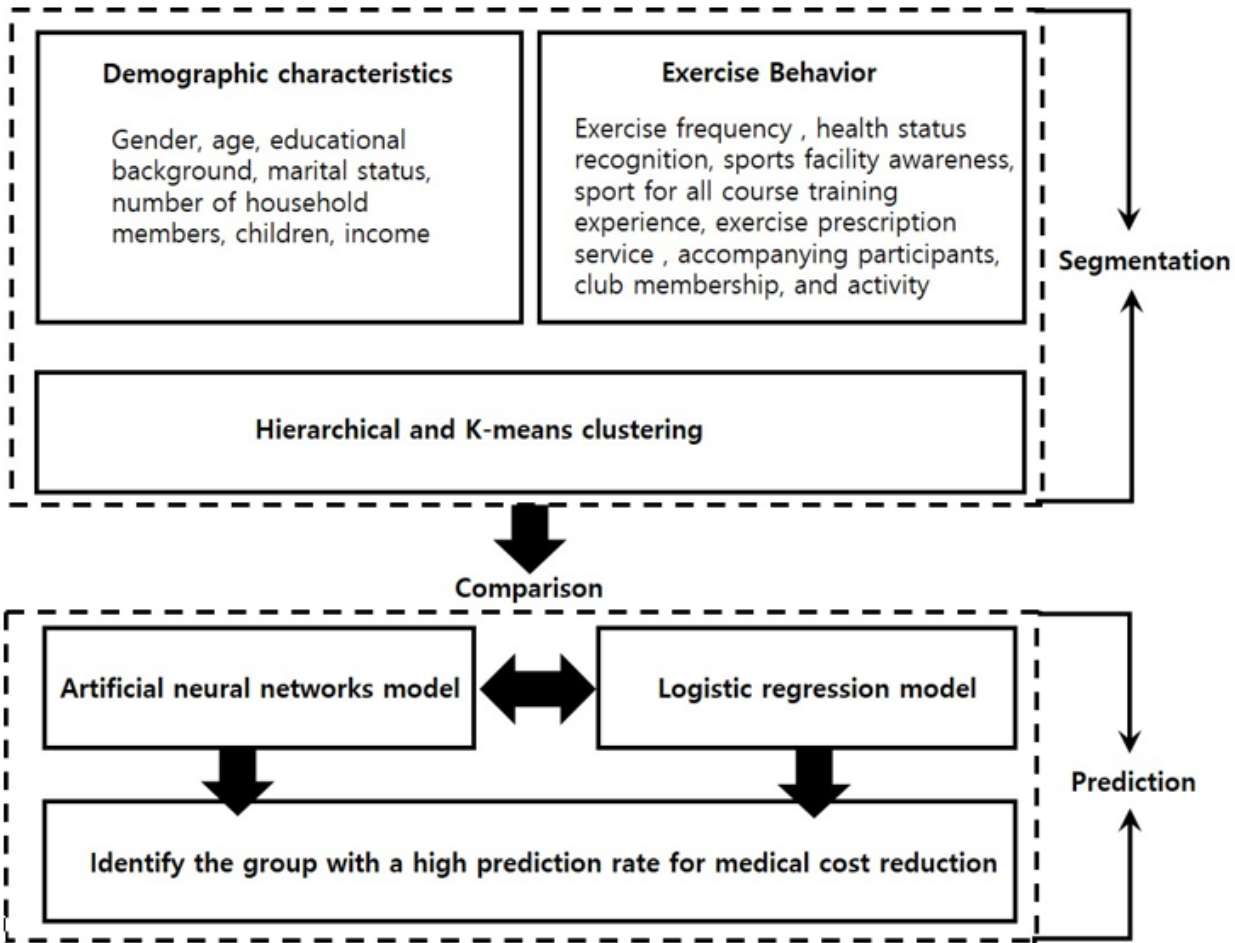 Demographic characteristics
Gender, age, educational
background, marital status,
number of household
members, children, income
Exercise Behavior
Exercise frequency , health status
recognition, sports facility awareness,
sport for all course training
experience, exercise prescription
service , accompanying participants,
club membership, and activity
Segmentation
Hierarchical and K-means clustering
Comparison
Artificial neural networks model
Logistic regression model
Prediction
Identify the group with a high prediction rate for medical cost reduction